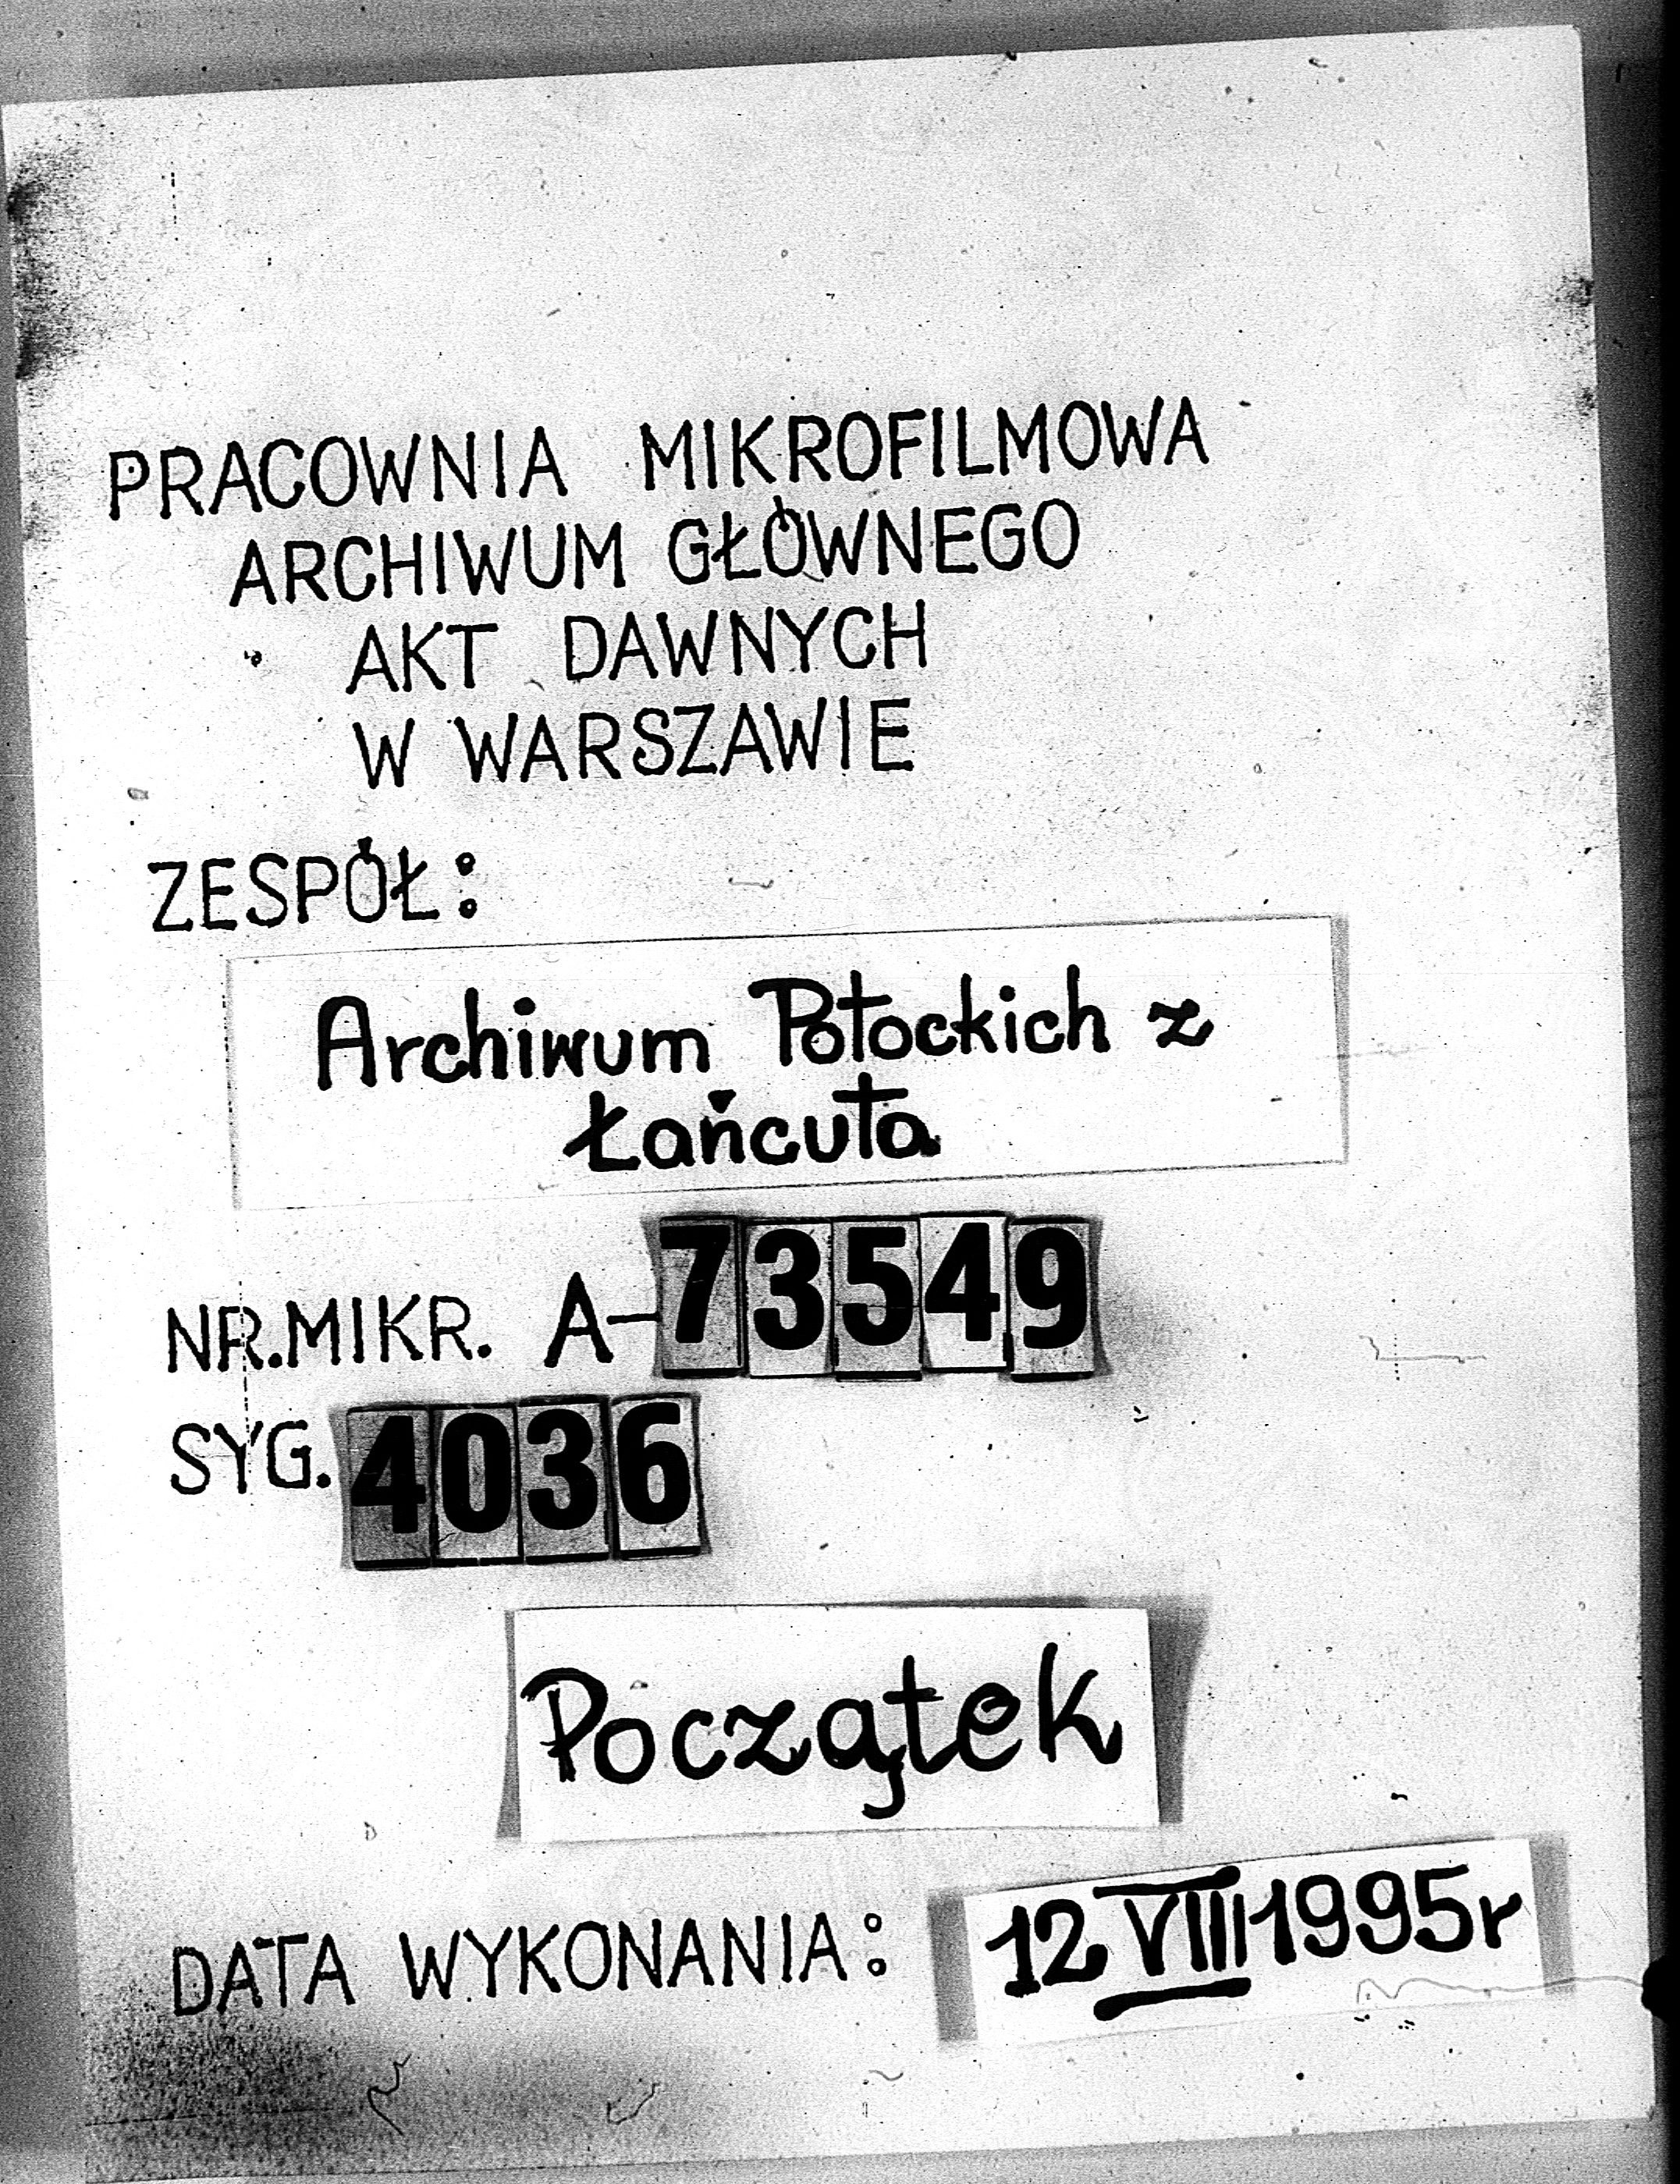 PRACOWNIA MIKROFILMOWA
ARCHIWUM GŁÓWNEGO
AKT DAWNYCH
W WARSZAWIE
ZESPÓŁ:
Archiwum Potockich z
Łańcuta
NR.MIKR. A-73549
SYG. 4036
Początek
DATA WYKONANIA: 12 VIII 1995r